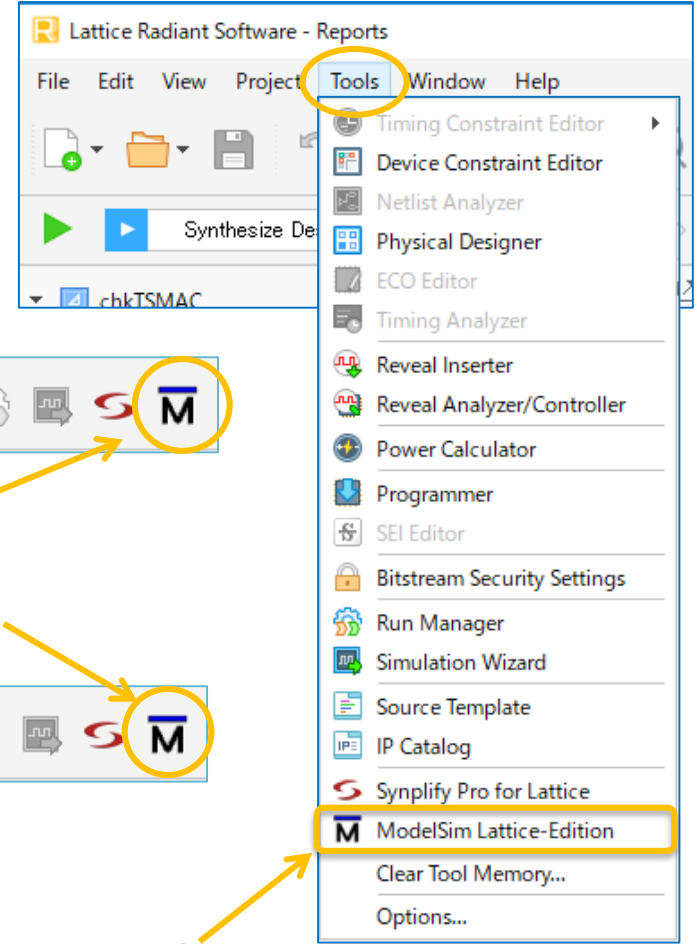 Lattice Radiant Software - Reports
File Edit View Project Tools Window Help
Timing Constraint Editor
Device Constraint Editor
Netlist Analyzer
Physical Designer
ECO Editor
Timing Analyzer
Synthesize De
chkTSMAC
Reveal Inserter
Reveal Analyzer/Controller
Power Calculator
Programmer
SEI Editor
Bitstream Security Settings
Run Manager
Simulation Wizard
Source Template
IP Catalog
Synplify Pro for Lattice
M ModelSim Lattice-Edition
Clear Tool Memory...
Options...
M
M